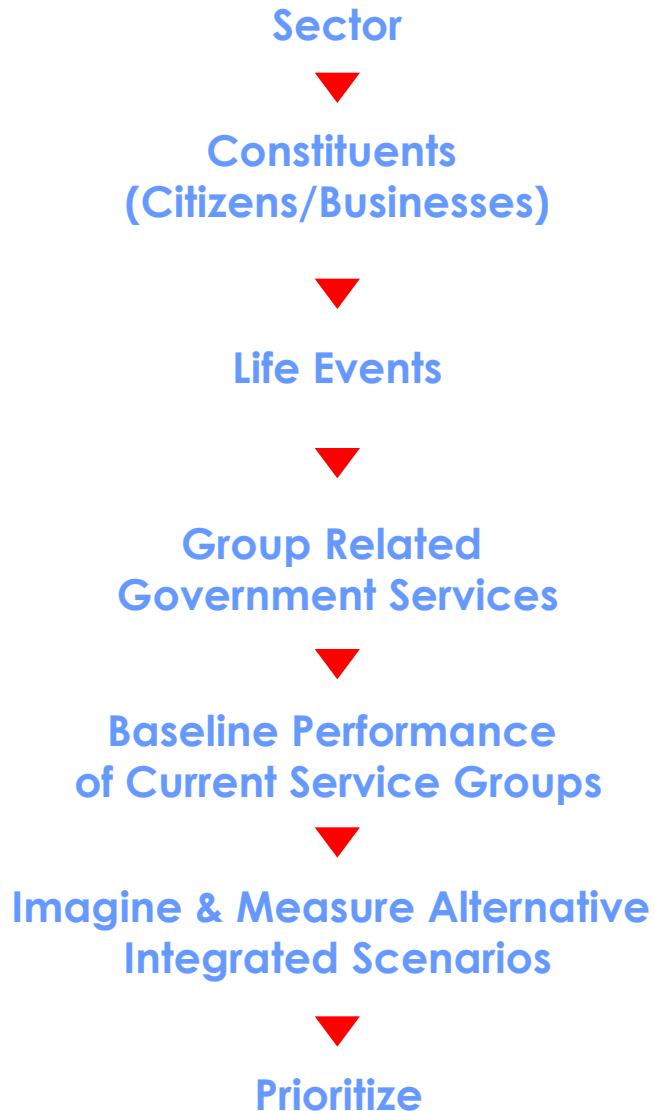 Sector
Constituents
(Citizens/Businesses)
Life Events
Group Related
Government Services
Baseline Performance
of Current Service Groups
Imagine & Measure Alternative
Integrated Scenarios
Prioritize